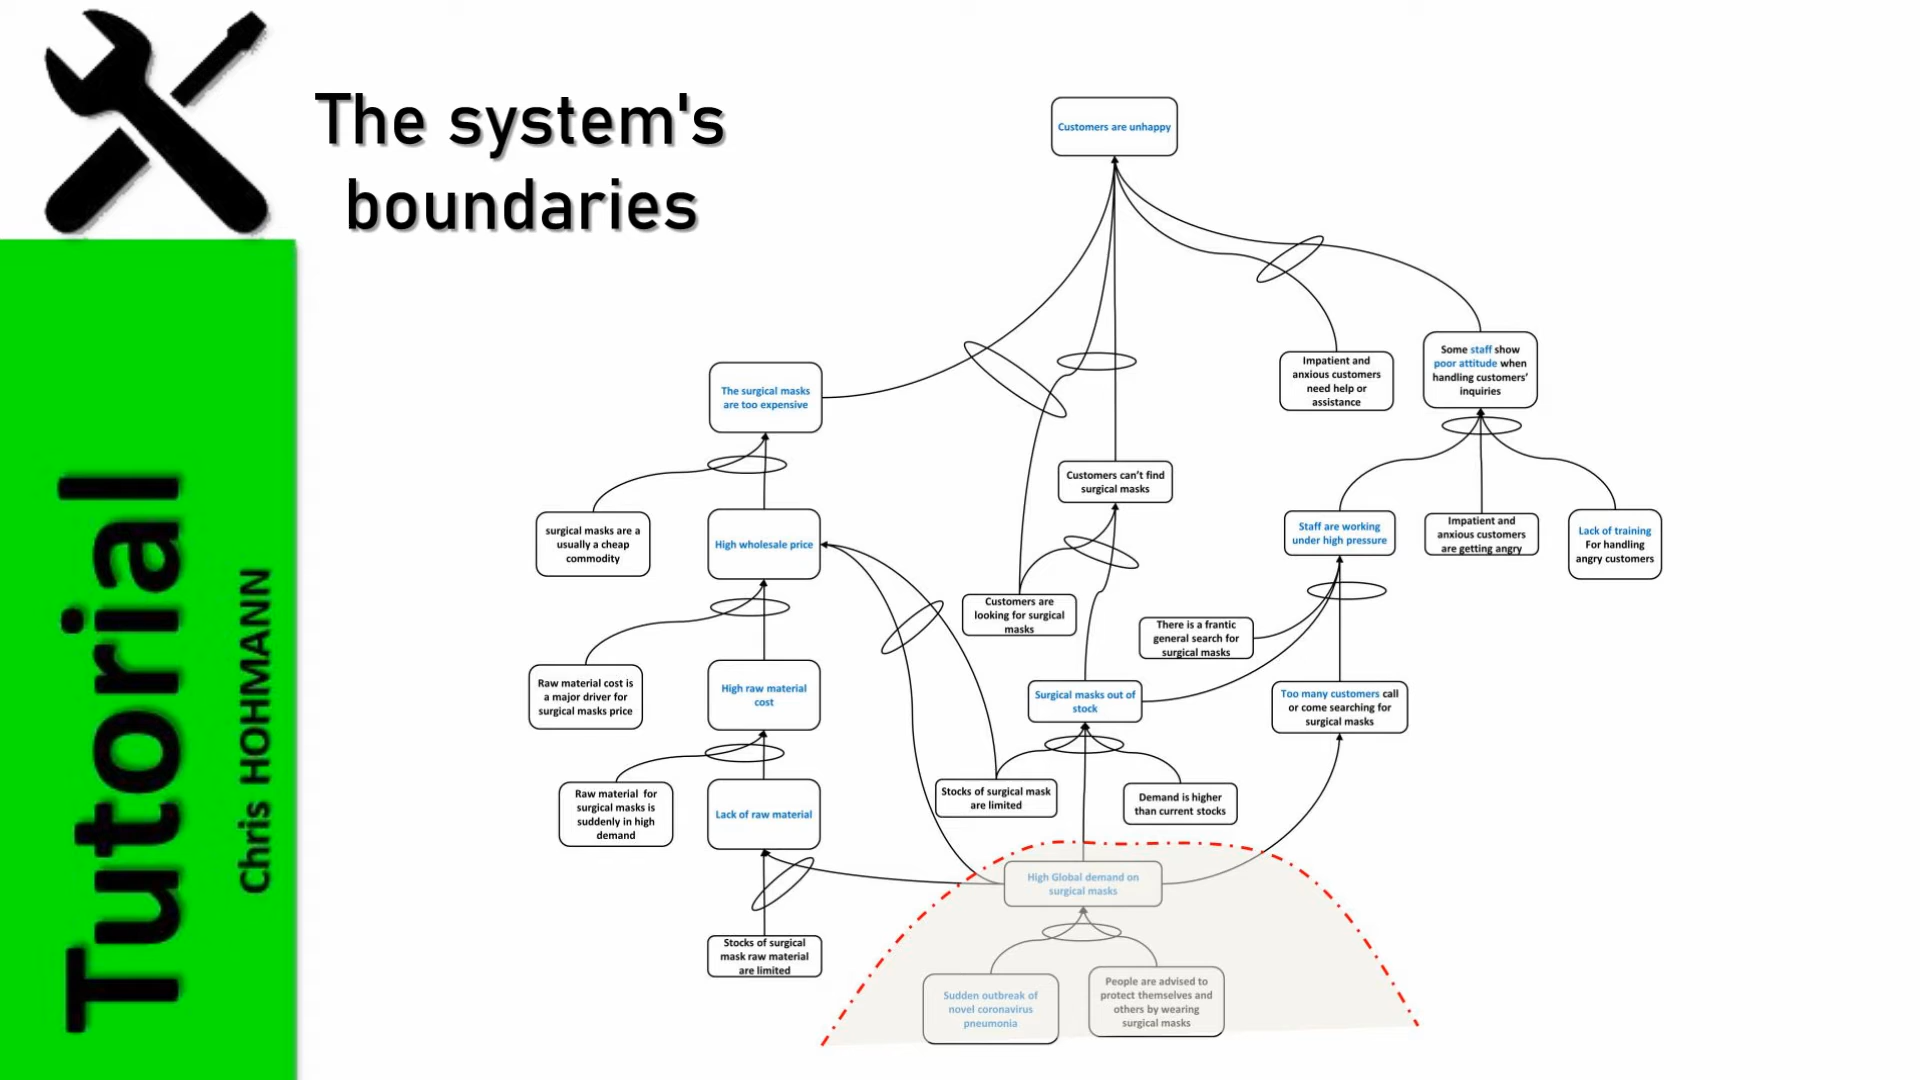 The system's
boundaries
Tutorial
Chris HOHMANN
Customers are unhappy
Impatient and
anxious customers
need help or
assistance
Some staff show
poor attitude when
handling customers'
inquiries
The surgical masks
are too expensive
Customers can't find
surgical masks
surgical masks are a
usually a cheap
commodity
High wholesale price
Staff are working
under high pressure
Impatient and
anxious customers
are getting angry
Lack of training
For handling
angry customers
Customers are
looking for surgical
masks
There is a frantic
general search for
surgical masks
Raw material cost is
a major driver for
surgical masks price
High raw material
cost
Surgical masks out of
stock
Too many customers call
or come searching for
surgical masks
Raw material for
surgical masks is
suddenly in high
demand
Lack of raw material
Stocks of surgical mask
are limited
Demand is higher
than current stocks
High Global demand on
surgical masks
Stocks of surgical
mask raw material
are limited
Sudden outbreak of
novel coronavirus
pneumonia
People are advised to
protect themselves and
others by wearing
surgical masks